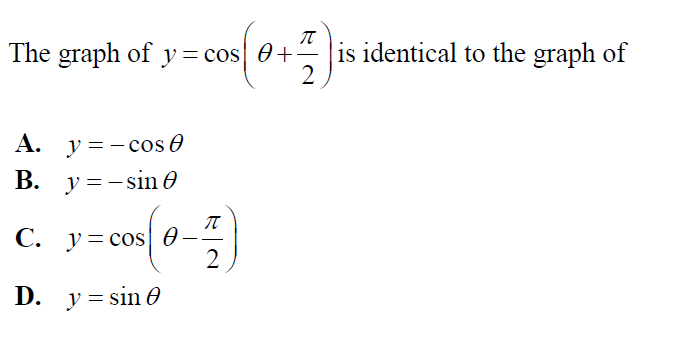 The graph of y = cos(θ + π/2) is identical to the graph of
A. y = − cos θ
B. y = − sin θ
C. y = cos(θ − π/2)
D. y = sin θ